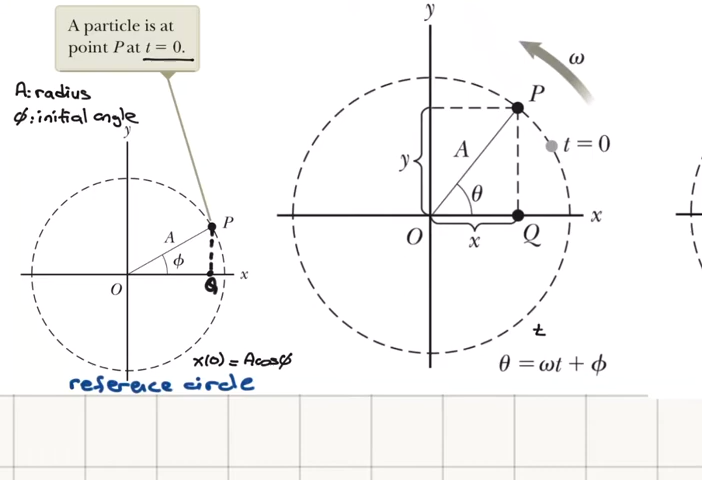 A particle is at
point P at t = 0.
A: radius
ϕ: initial angle
y
P
A
ϕ
x
O
Q
x(0) = Acosϕ
reference circle
y
ω
P
t = 0
A
y
θ
x
O
x
Q
t
θ = ωt + ϕ